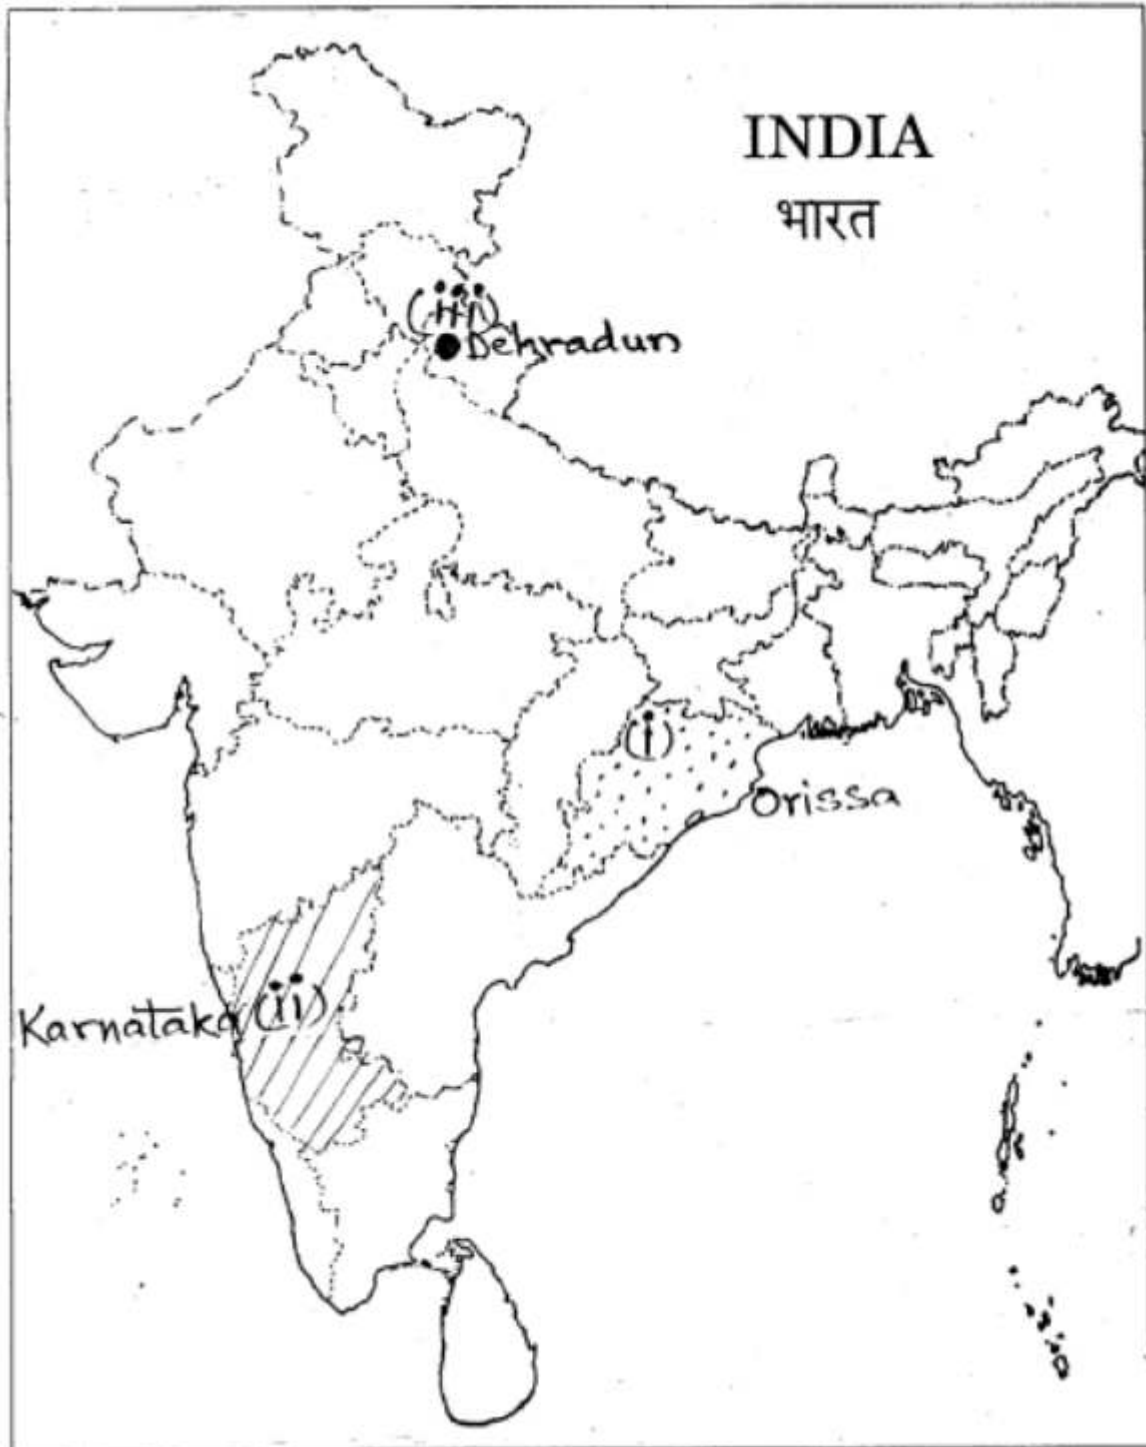 INDIA
भारत
(iii)
Dehradun
(i)
Orissa
Karnataka (ii)